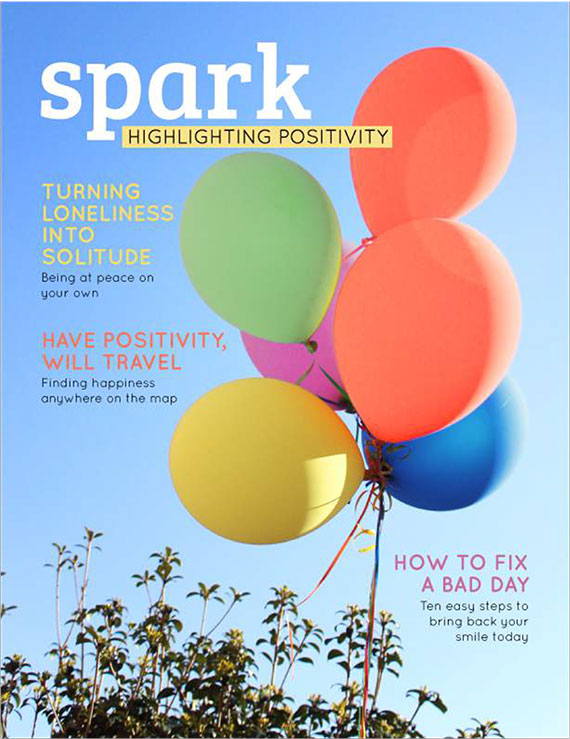 spark
HIGHLIGHTING POSITIVITY
TURNING
LONELINESS
INTO
SOLITUDE
Being at peace on
your own
HAVE POSITIVITY,
WILL TRAVEL
Finding happiness
anywhere on the map
HOW TO FIX
A BAD DAY
Ten easy steps to
bring back your
smile today